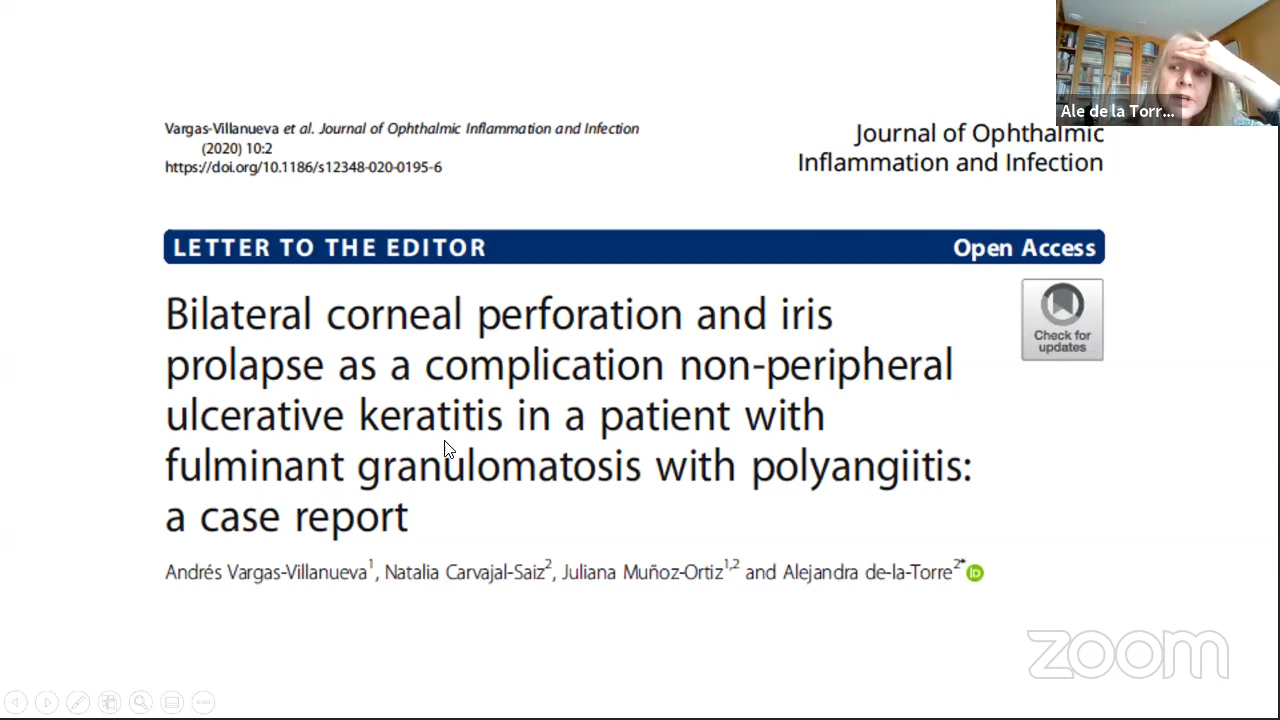 Ale de la Torr...
Vargas-Villanueva et al. Journal of Ophthalmic Inflammation and Infection
(2020) 10:2
https://doi.org/10.1186/s12348-020-0195-6
Journal of Ophthalmic
Inflammation and Infection
LETTER TO THE EDITOR
Open Access
Bilateral corneal perforation and iris
prolapse as a complication non-peripheral
ulcerative keratitis in a patient with
fulminant granulomatosis with polyangiitis:
a case report
Check for
updates
Andrés Vargas-Villanueva1, Natalia Carvajal-Saiz2, Juliana Muñoz-Ortiz1,2 and Alejandra de-la-Torre2* iD
zoom